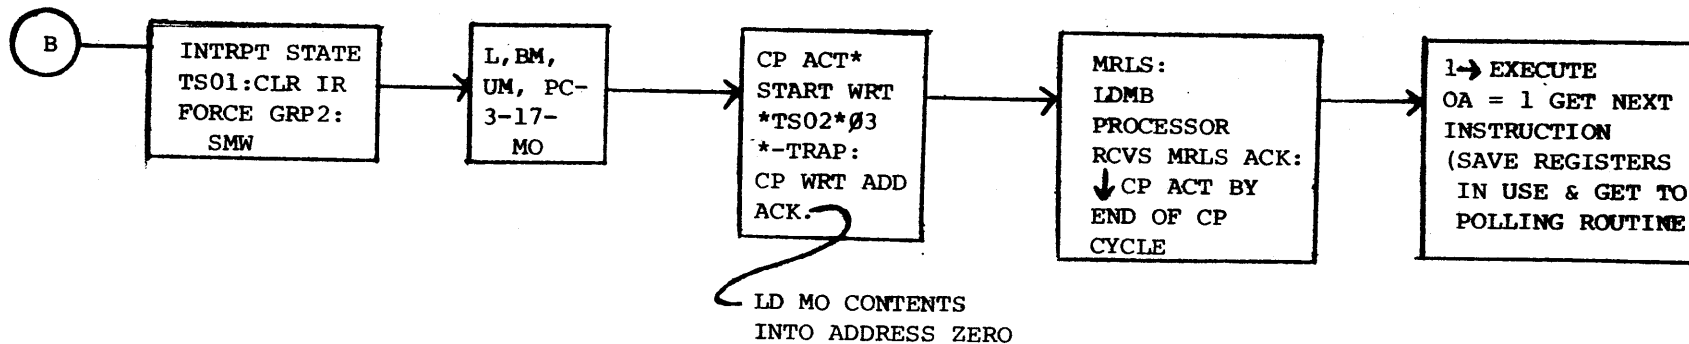 B
INTRPT STATE
TS01:CLR IR
FORCE GRP2:
SMW
L,BM,
UM, PC-
3-17-
MO
CP ACT*
START WRT
*TS02*Ø3
*-TRAP:
CP WRT ADD
ACK.
LD MO CONTENTS
INTO ADDRESS ZERO
MRLS:
LDMB
PROCESSOR
RCVS MRLS ACK:
↓ CP ACT BY
END OF CP
CYCLE
1→ EXECUTE
OA = 1 GET NEXT
INSTRUCTION
(SAVE REGISTERS
IN USE & GET TO
POLLING ROUTINE